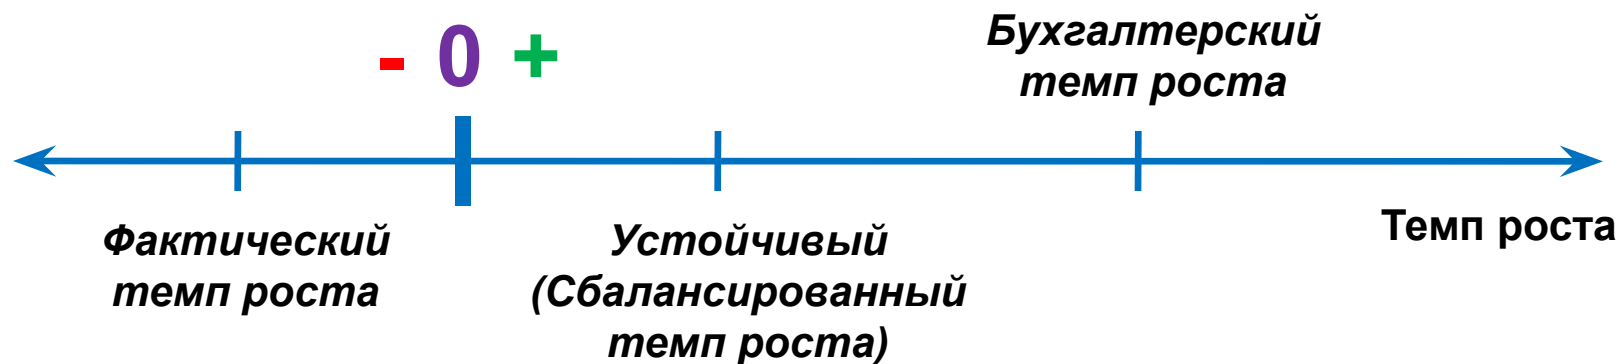 - 0 +
Бухгалтерский
темп роста
Фактический
темп роста
Устойчивый
(Сбалансированный
темп роста)
Темп роста